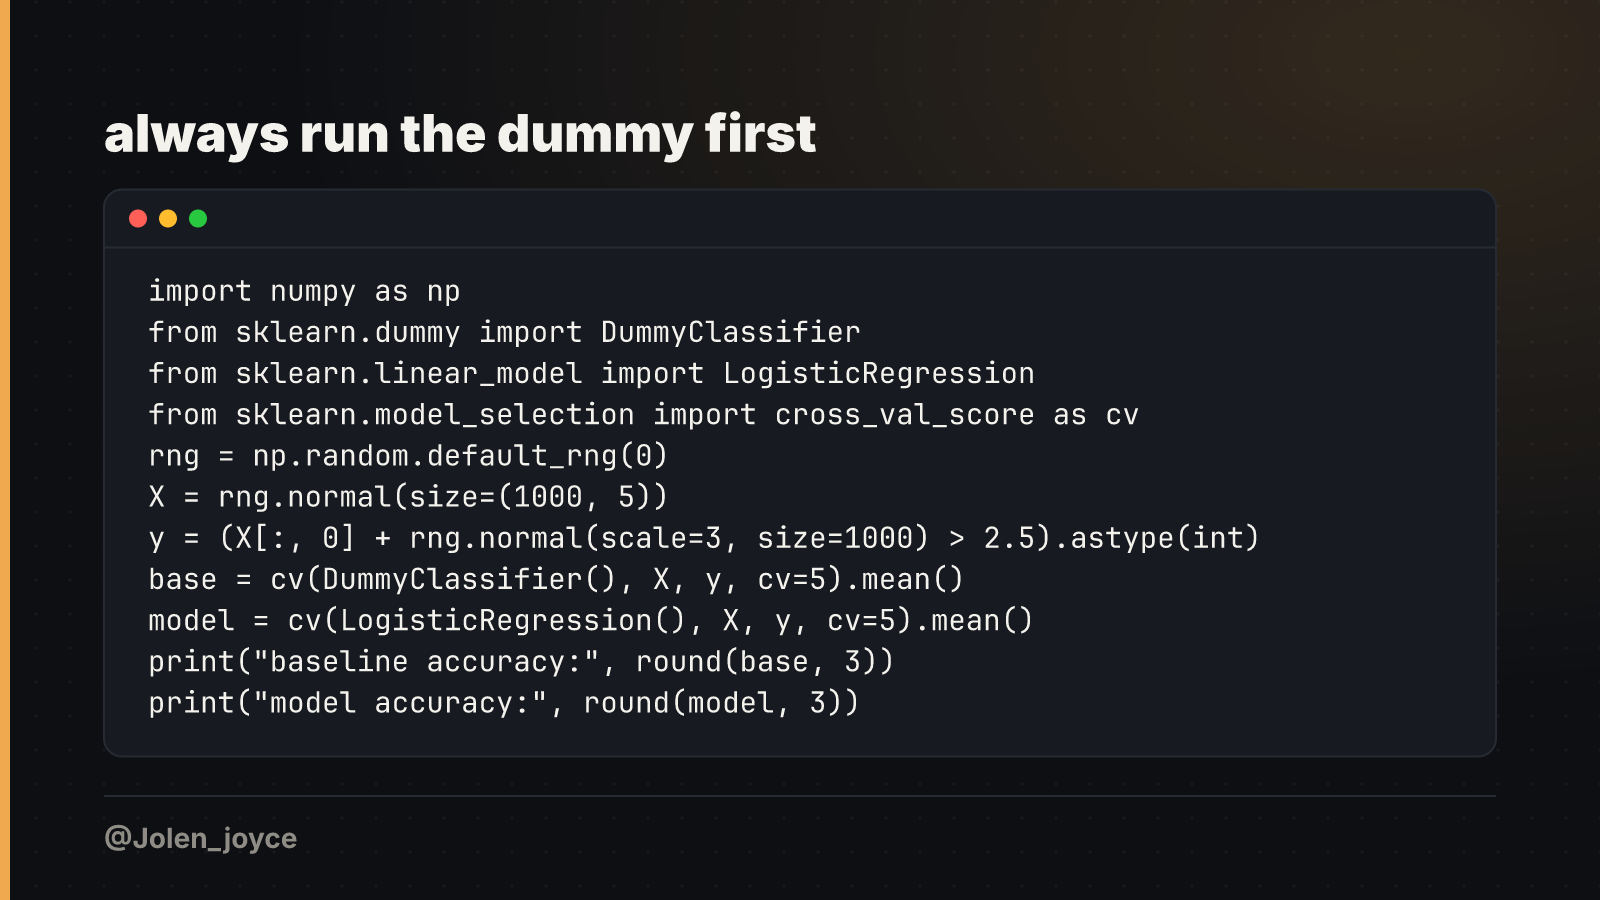 always run the dummy first
import numpy as np
from sklearn.dummy import DummyClassifier
from sklearn.linear_model import LogisticRegression
from sklearn.model_selection import cross_val_score as cv
rng = np.random.default_rng(0)
X = rng.normal(size=(1000, 5))
y = (X[:, 0] + rng.normal(scale=3, size=1000) > 2.5).astype(int)
base = cv(DummyClassifier(), X, y, cv=5).mean()
model = cv(LogisticRegression(), X, y, cv=5).mean()
print("baseline accuracy:", round(base, 3))
print("model accuracy:", round(model, 3))
@Jolen_joyce